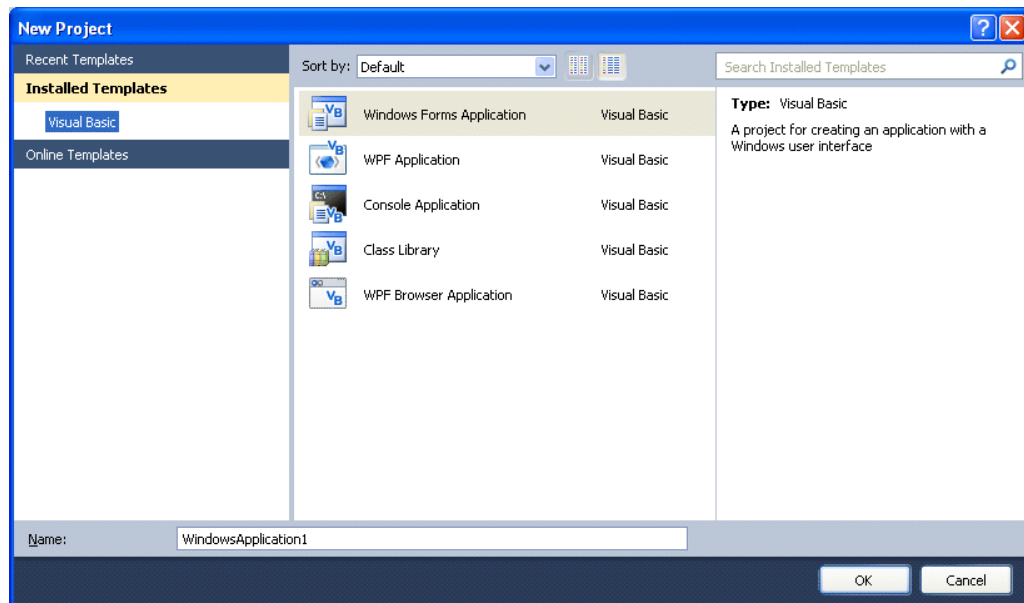 New Project
Recent Templates
Installed Templates
Visual Basic
Online Templates
Sort by: Default
Search Installed Templates
Windows Forms Application Visual Basic
WPF Application Visual Basic
Console Application Visual Basic
Class Library Visual Basic
WPF Browser Application Visual Basic
Type: Visual Basic
A project for creating an application with a
Windows user interface
Name: WindowsApplication1
OK Cancel